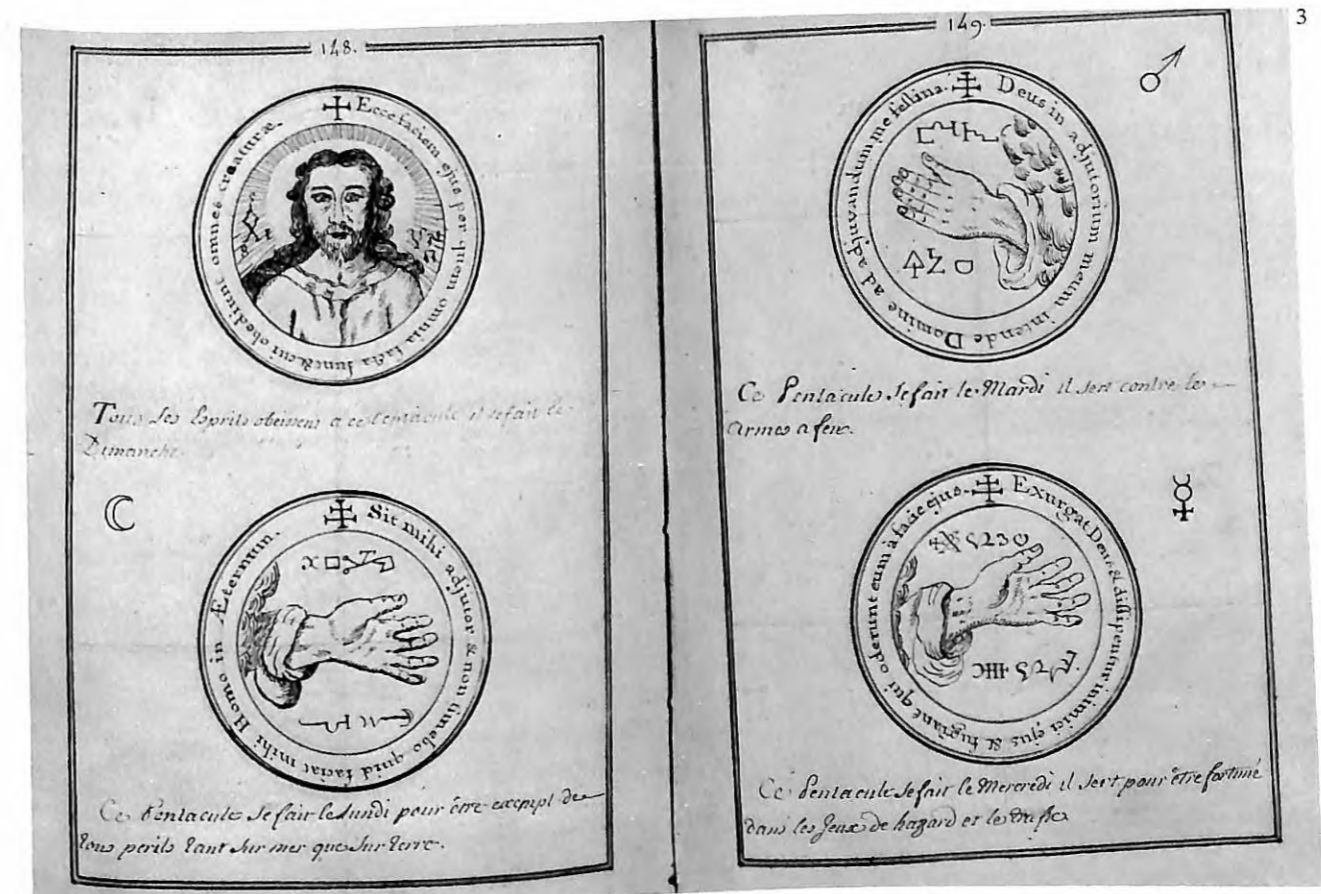 3
148.
✠ Ecce faciem ejus per quem omnia facta sunt & cui obediunt omnes creaturæ
Tous les Esprits obeissent a ce Pentacule il se fait le
Dimanche.
✠ Sit mihi adjutor & non timebo quid faciat mihi Homo in Æternum.
Ce Pentacule se fait le Lundi pour être exempt de
tous perils tant sur mer que sur terre.
149.
✠ Deus in adjutorium meum intende Domine ad adjuvandum me festina.
Ce Pentacule se fait le Mardi il sert contre les
armes a feu.
✠ Exurgat Deus & dissipentur inimici ejus & fugiant qui oderunt eum à facie ejus.
Ce Pentacule se fait le Mercredi il sert pour être fortuné
dans les Jeux de hazard et le trafic